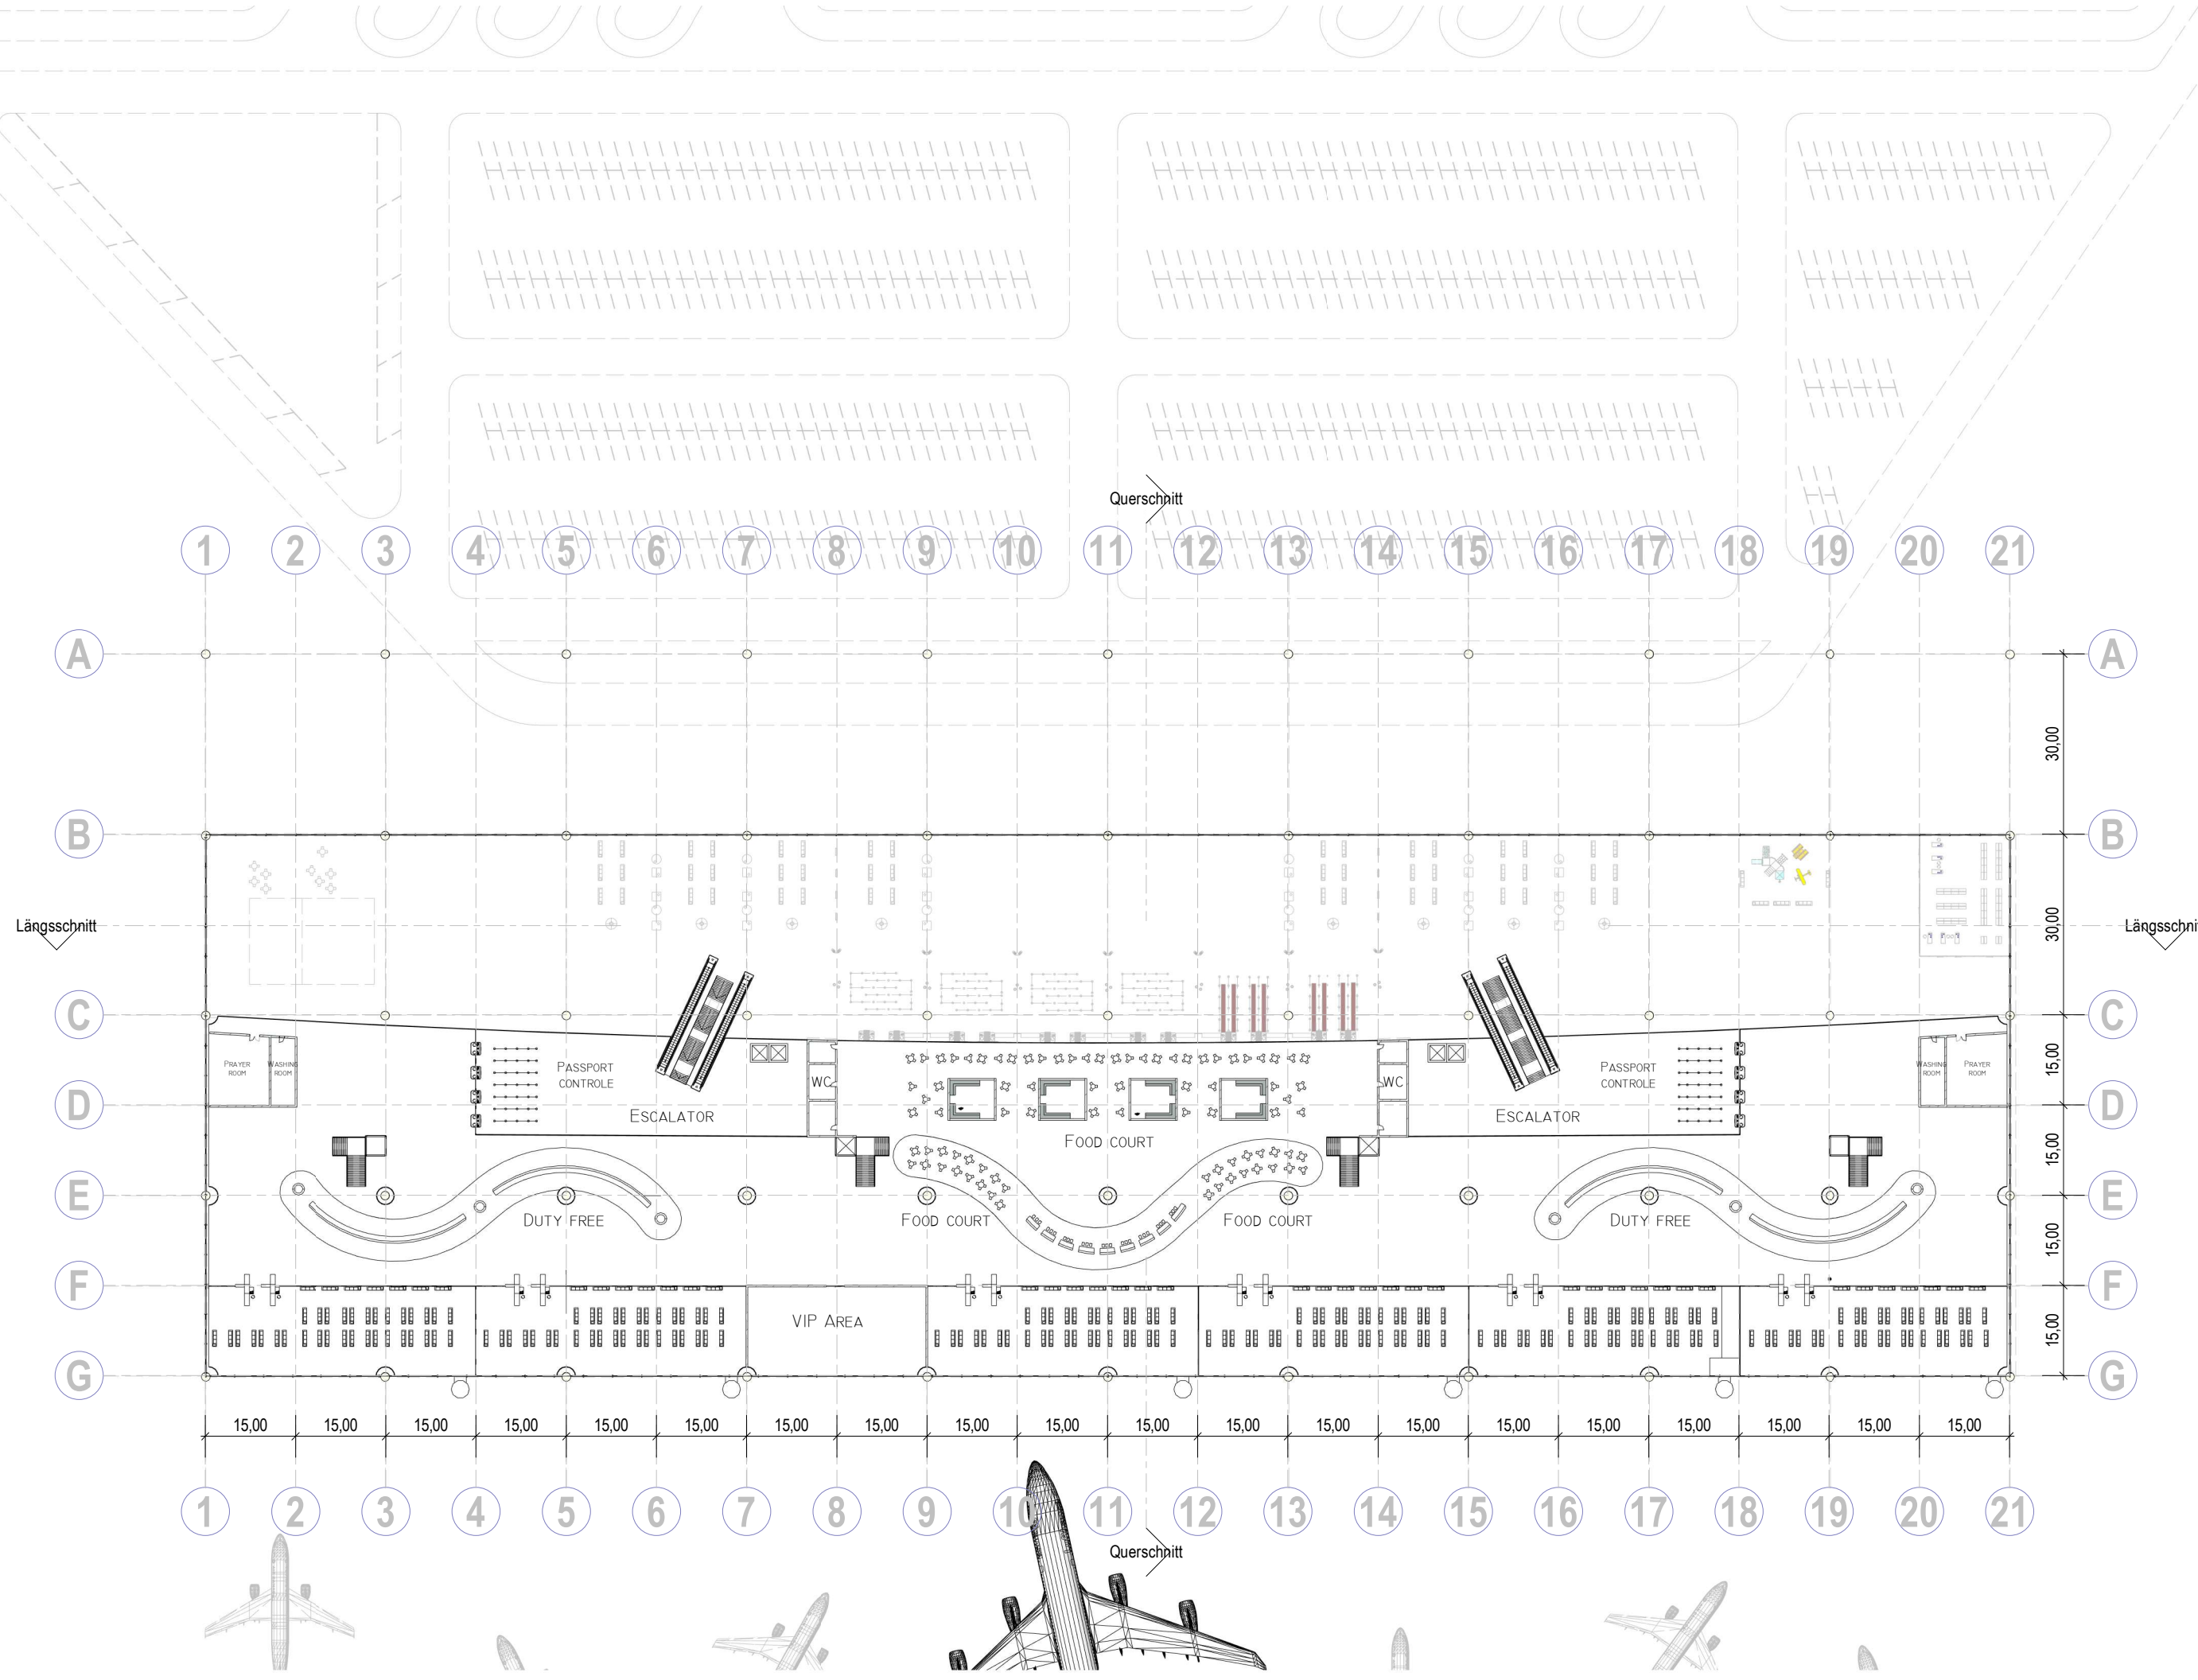 Querschnitt
1 2 3 4 5 6 7 8 9 10 11 12 13 14 15 16 17 18 19 20 21
A A
30,00
B B
Längsschnitt 30,00 Längsschni
C C
PRAYER ROOM WASHING ROOM PASSPORT CONTROLE WC WC PASSPORT CONTROLE WASHING ROOM PRAYER ROOM 15,00
D D
ESCALATOR ESCALATOR
FOOD COURT
15,00
E E
DUTY FREE FOOD COURT FOOD COURT DUTY FREE
15,00
F F
VIP AREA
15,00
G G
15,00 15,00 15,00 15,00 15,00 15,00 15,00 15,00 15,00 15,00 15,00 15,00 15,00 15,00 15,00 15,00 15,00 15,00 15,00 15,00
1 2 3 4 5 6 7 8 9 10 11 12 13 14 15 16 17 18 19 20 21
Querschnitt